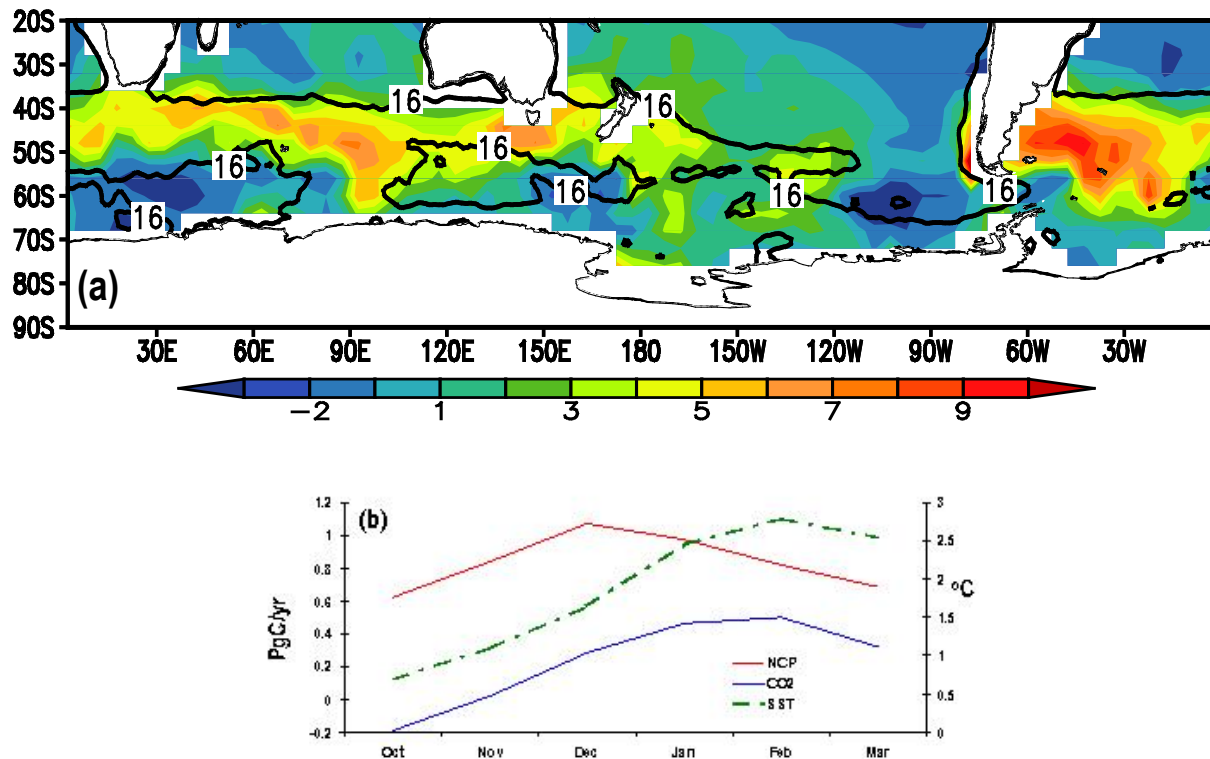 20S
30S
40S
50S
60S
70S
80S
90S
16
16
16
16
16
16
16
16
(a)
30E 60E 90E 120E 150E 180 150W 120W 90W 60W 30W
−2 1 3 5 7 9
(b)
1.2
1
0.8
0.6
0.4
0.2
0
-0.2
PgC/yr
3
2.5
2
1.5
1
0.5
0
°C
NCP
CO2
SST
Oct Nov Dec Jan Feb Mar